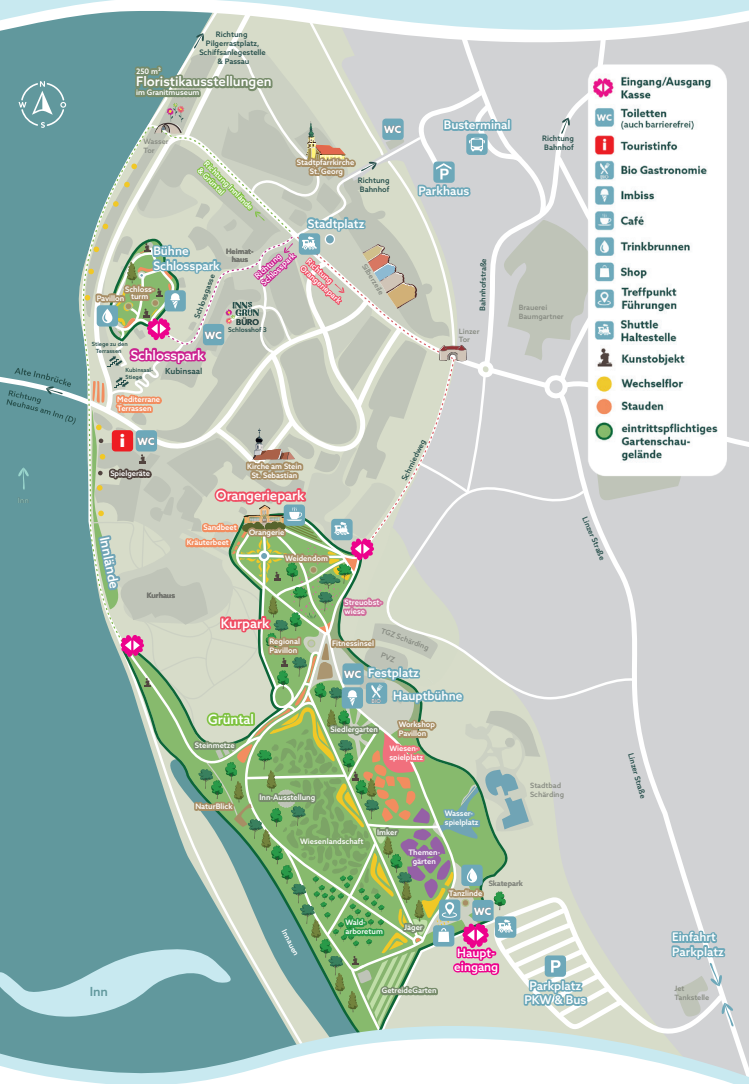 Richtung
Pilgerrastplatz,
Schiffsanlegestelle
& Passau
250 m²
Floristikausstellungen
im Granitmuseum
N
W
O
S
Wasser
Tor
Stadtpfarrkirche
St. Georg
WC
Busterminal
Richtung
Bahnhof
P
Parkhaus
Richtung
Bahnhof
Richtung Innlände
& Grüntal
Stadtplatz
Heimat-
haus
Richtung
Schlosspark
Richtung
Orangeriepark
Silberzeile
Bahnhofstraße
Brauerei
Baumgartner
Bühne
Schlosspark
Schloss-
turm
Pavillon
Schlossgasse
INNs
GRÜN
BÜRO
Schlosshof 3
WC
Linzer
Tor
Stiege zu den
Terrassen
Schlosspark
Kubinsaal-
Stiege
Kubinsaal
Alte Innbrücke
Richtung
Neuhaus am Inn (D)
Mediterrane
Terrassen
i
WC
Spielgeräte
Kirche am Stein
St. Sebastian
Schmiedweg
Inn
Orangeriepark
Sandbeet
Orangerie
Kräuterbeet
Weidendom
Innlände
Kurhaus
Streuobst-
wiese
Kurpark
TGZ Schärding
PVZ
Regional
Pavillon
Fitnessinsel
WC
Festplatz
BIO
Hauptbühne
Grüntal
Siedlergarten
Workshop
Pavillon
Steinmetze
Wiesen-
spielplatz
Linzer Straße
Linzer Straße
NaturBlick
Inn-Ausstellung
Stadtbad
Schärding
Wasser-
spielplatz
Wiesenlandschaft
Imker
Themen-
gärten
Skatepark
Tanzlinde
WC
Wald-
arboretum
Jäger
Haupt-
eingang
Innauen
GetreideGarten
P
Parkplatz
PKW & Bus
Einfahrt
Parkplatz
Jet
Tankstelle
Inn
Eingang/Ausgang
Kasse
WC
Toiletten
(auch barrierefrei)
i
Touristinfo
BIO
Bio Gastronomie
Imbiss
Café
Trinkbrunnen
Shop
Treffpunkt
Führungen
Shuttle
Haltestelle
Kunstobjekt
Wechselflor
Stauden
eintrittspflichtiges
Gartenschau-
gelände